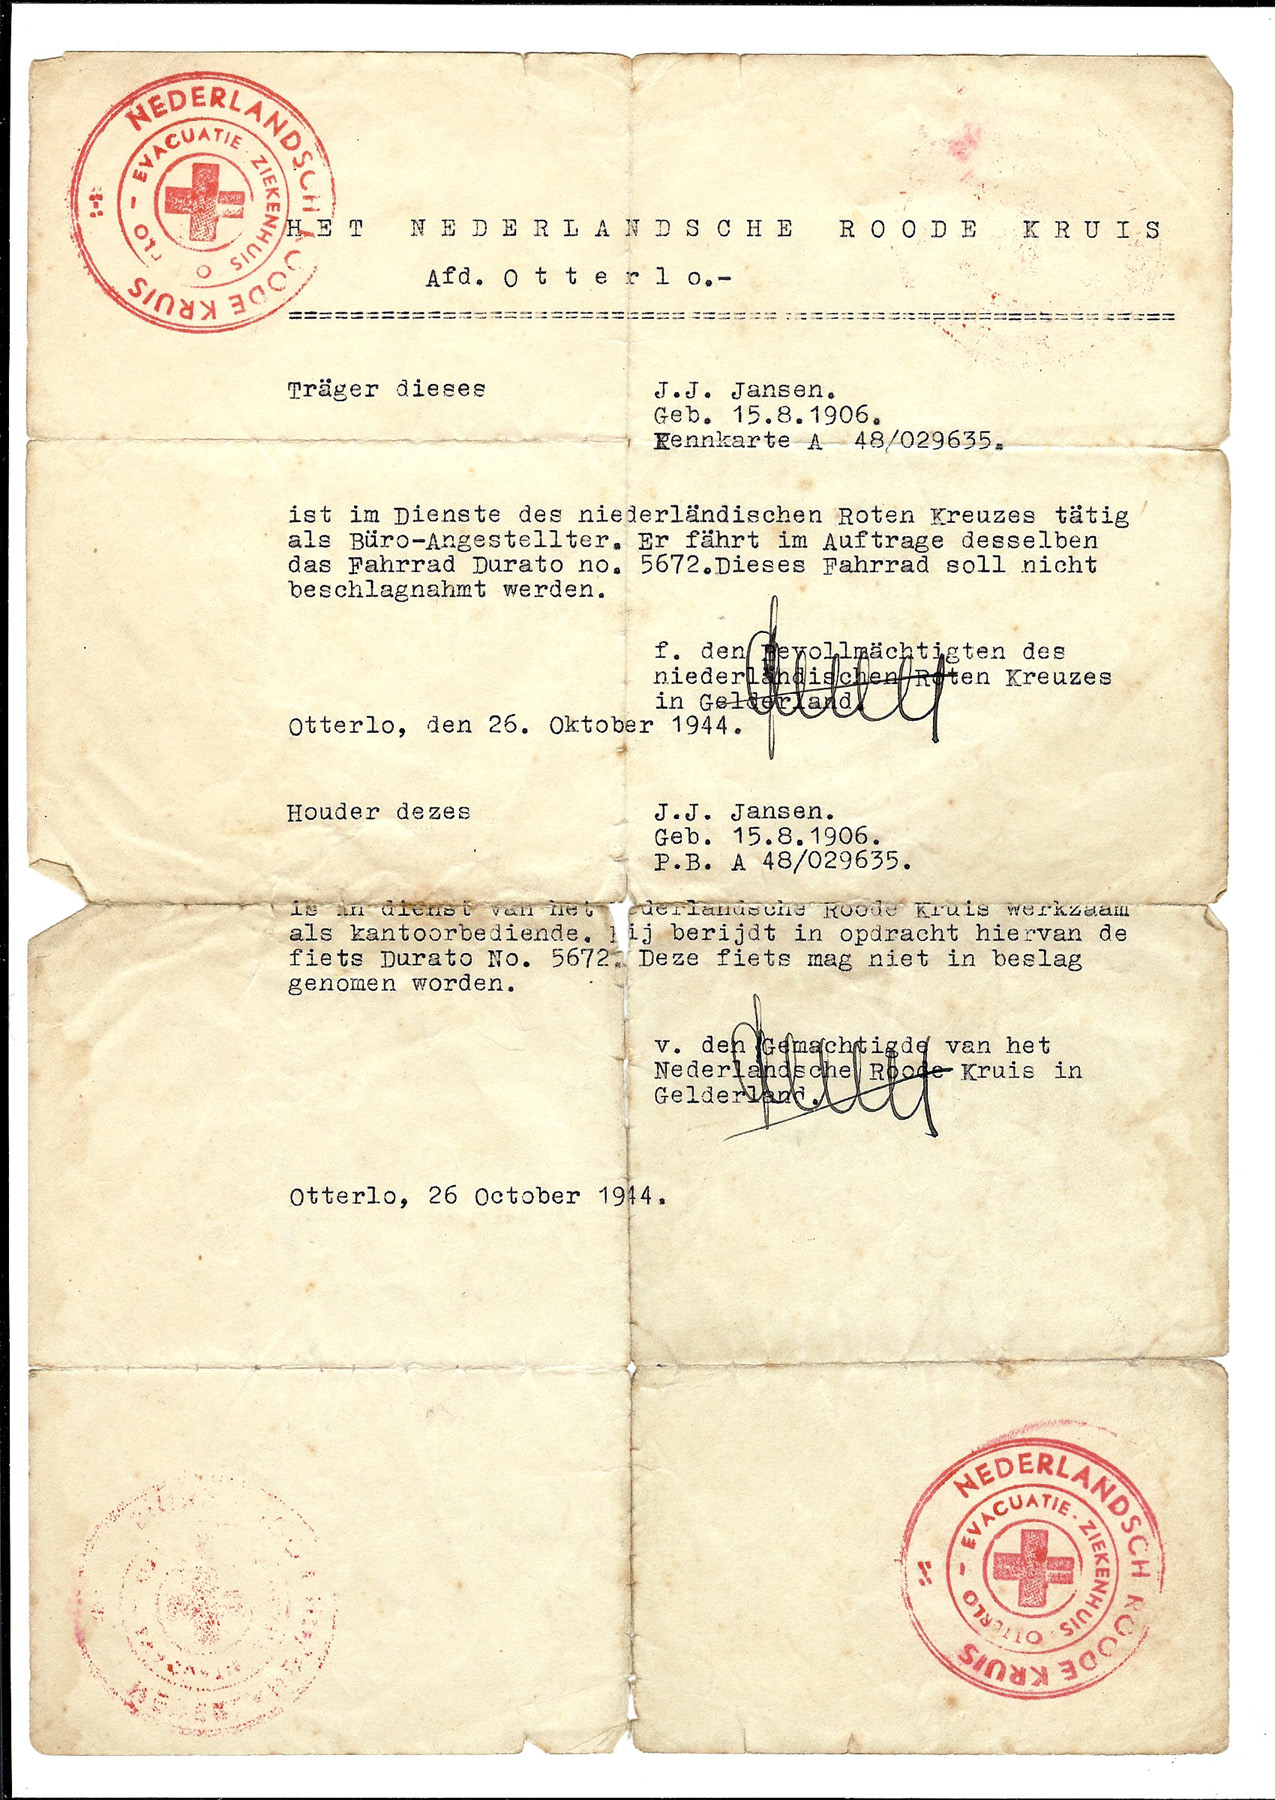 NEDERLANDSCH ROODE KRUIS
EVACUATIE-ZIEKENHUIS
HET NEDERLANDSCHE ROODE KRUIS
Afd. Otterlo.-
Träger dieses J.J. Jansen.
Geb. 15.8.1906.
Kennkarte A 48/029635.
ist im Dienste des niederländischen Roten Kreuzes tätig
als Büro-Angestellter. Er fährt im Auftrage desselben
das Fahrrad Durato no. 5672.Dieses Fahrrad soll nicht
beschlagnahmt werden.
f. den Bevollmächtigten des
niederländischen Roten Kreuzes
in Gelderland.
Otterlo, den 26. Oktober 1944.
Houder dezes J.J. Jansen.
Geb. 15.8.1906.
P.B. A 48/029635.
is in dienst van het derlandsche Roode Kruis werkzaam
als kantoorbediende. Hij berijdt in opdracht hiervan de
fiets Durato No. 5672. Deze fiets mag niet in beslag
genomen worden.
v. den Gemachtigde van het
Nederlandsche Roode Kruis in
Gelderland.
Otterlo, 26 October 1944.
NEDERLANDSCH ROODE KRUIS
EVACUATIE-ZIEKENHUIS-OTTERLO-